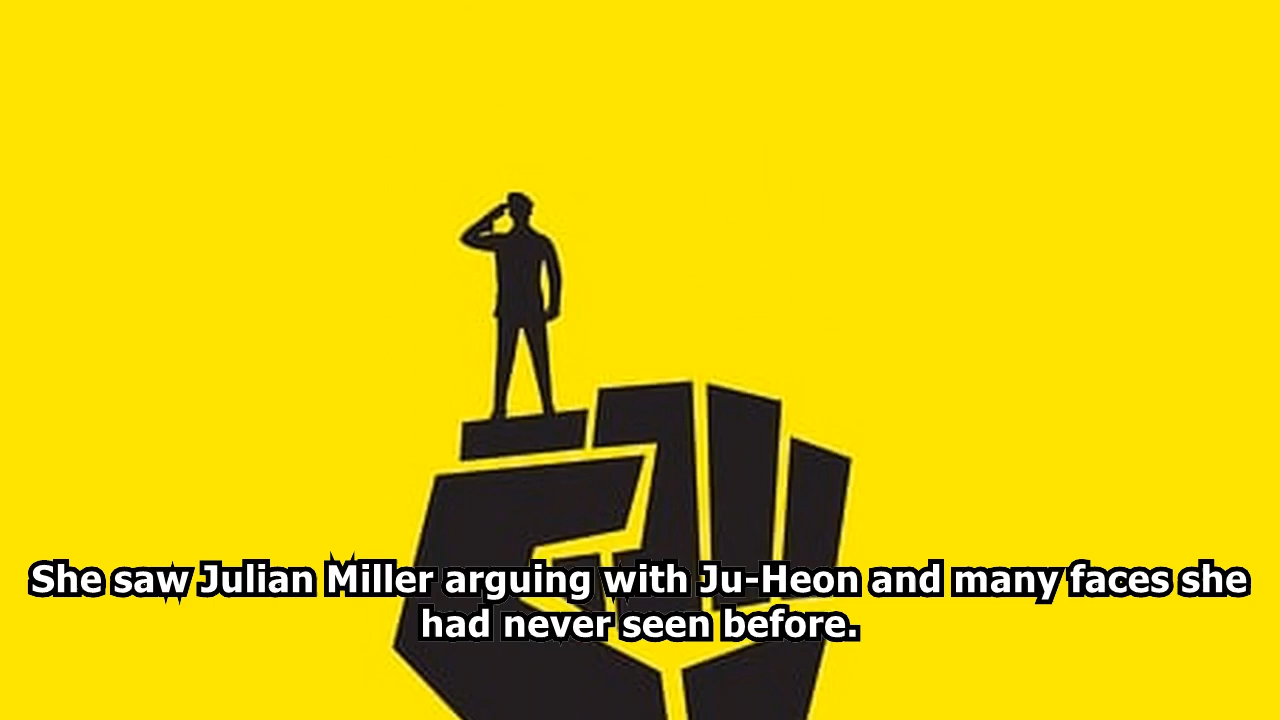 She saw Julian Miller arguing with Ju-Heon and many faces she
had never seen before.